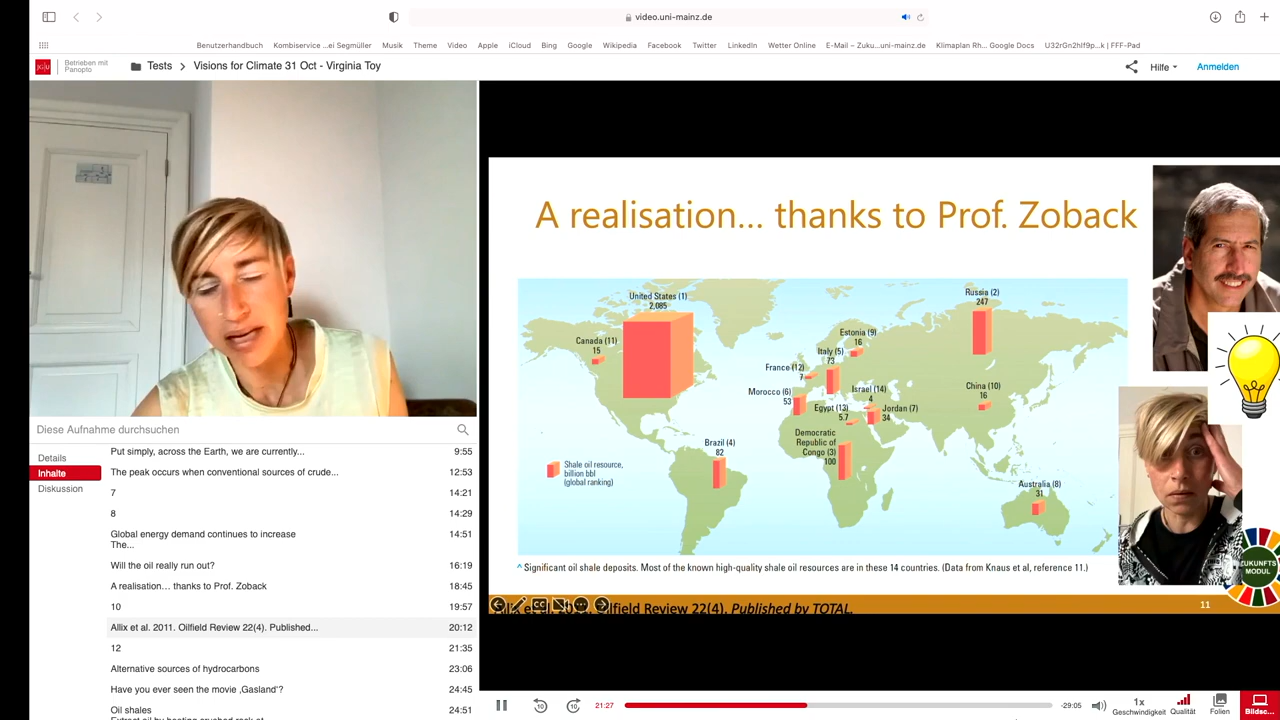 video.uni-mainz.de
Benutzerhandbuch Kombiservice ...ei Segmüller Musik Theme Video Apple iCloud Bing Google Wikipedia Facebook Twitter LinkedIn Wetter Online E-Mail – Zuku...uni-mainz.de Klimaplan Rh... Google Docs U32rGn2hIf9p...k | FFF-Pad
JGU
Betrieben mit
Panopto
Tests > Visions for Climate 31 Oct - Virginia Toy
Hilfe
Anmelden
Diese Aufnahme durchsuchen
Details
Inhalte
Diskussion
Put simply, across the Earth, we are currently... 9:55
The peak occurs when conventional sources of crude... 12:53
7 14:21
8 14:29
Global energy demand continues to increase 14:51
The...
Will the oil really run out? 16:19
A realisation... thanks to Prof. Zoback 18:45
10 19:57
Allix et al. 2011. Oilfield Review 22(4). Published... 20:12
12 21:35
Alternative sources of hydrocarbons 23:06
Have you ever seen the movie ‚Gasland'? 24:45
Oil shales 24:51
A realisation... thanks to Prof. Zoback
United States (1)
2,085
Russia (2)
247
Canada (11)
15
Estonia (9)
16
Italy (5)
73
France (12)
7
Morocco (6)
53
Israel (14)
4
China (10)
16
Egypt (13)
5.7
Jordan (7)
34
Democratic
Republic of
Congo (3)
100
Brazil (4)
82
Australia (8)
31
Shale oil resource,
billion bbl
(global ranking)
^ Significant oil shale deposits. Most of the known high-quality shale oil resources are in these 14 countries. (Data from Knaus et al, reference 11.)
Allix et al. 2011. Oilfield Review 22(4). Published by TOTAL.
11
ZUKUNFTS
MODUL
10
10
21:27
-29:05
1x
Geschwindigkeit
Qualität
Folien
Bildsc...